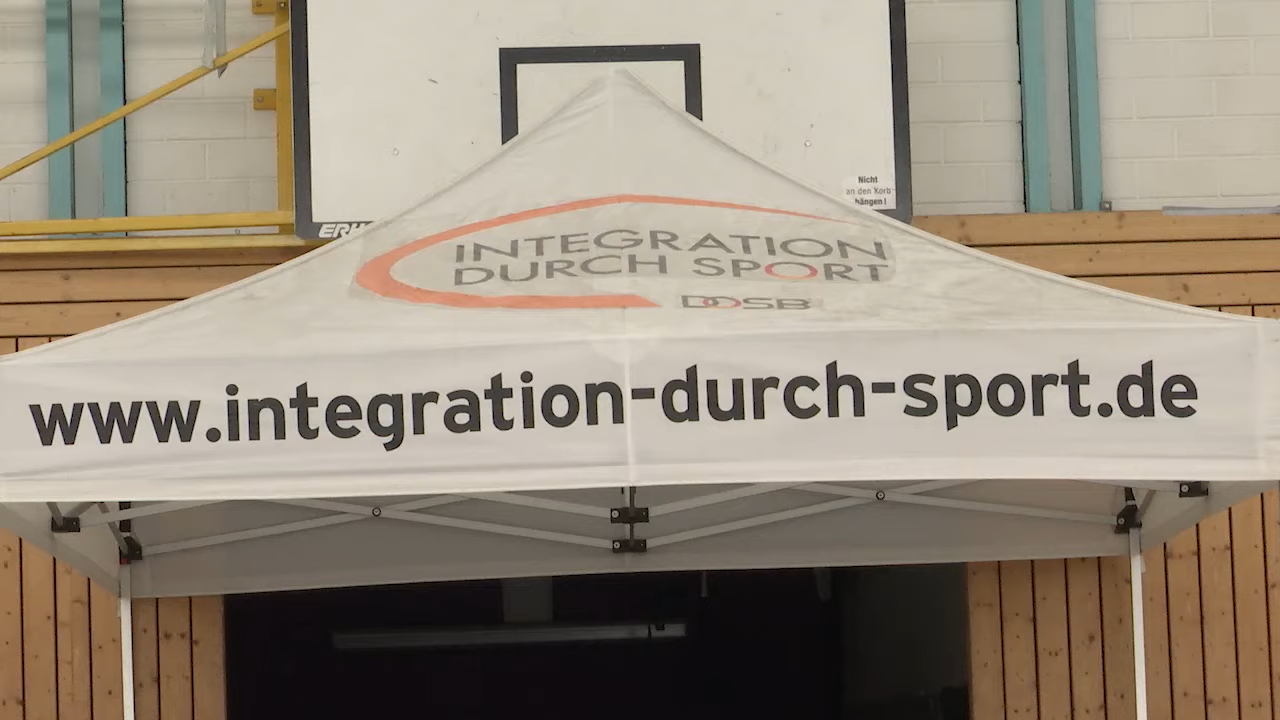 Nicht
an den Korb
hängen!
INTEGRATION
DURCH SPORT
DOSB
www.integration-durch-sport.de